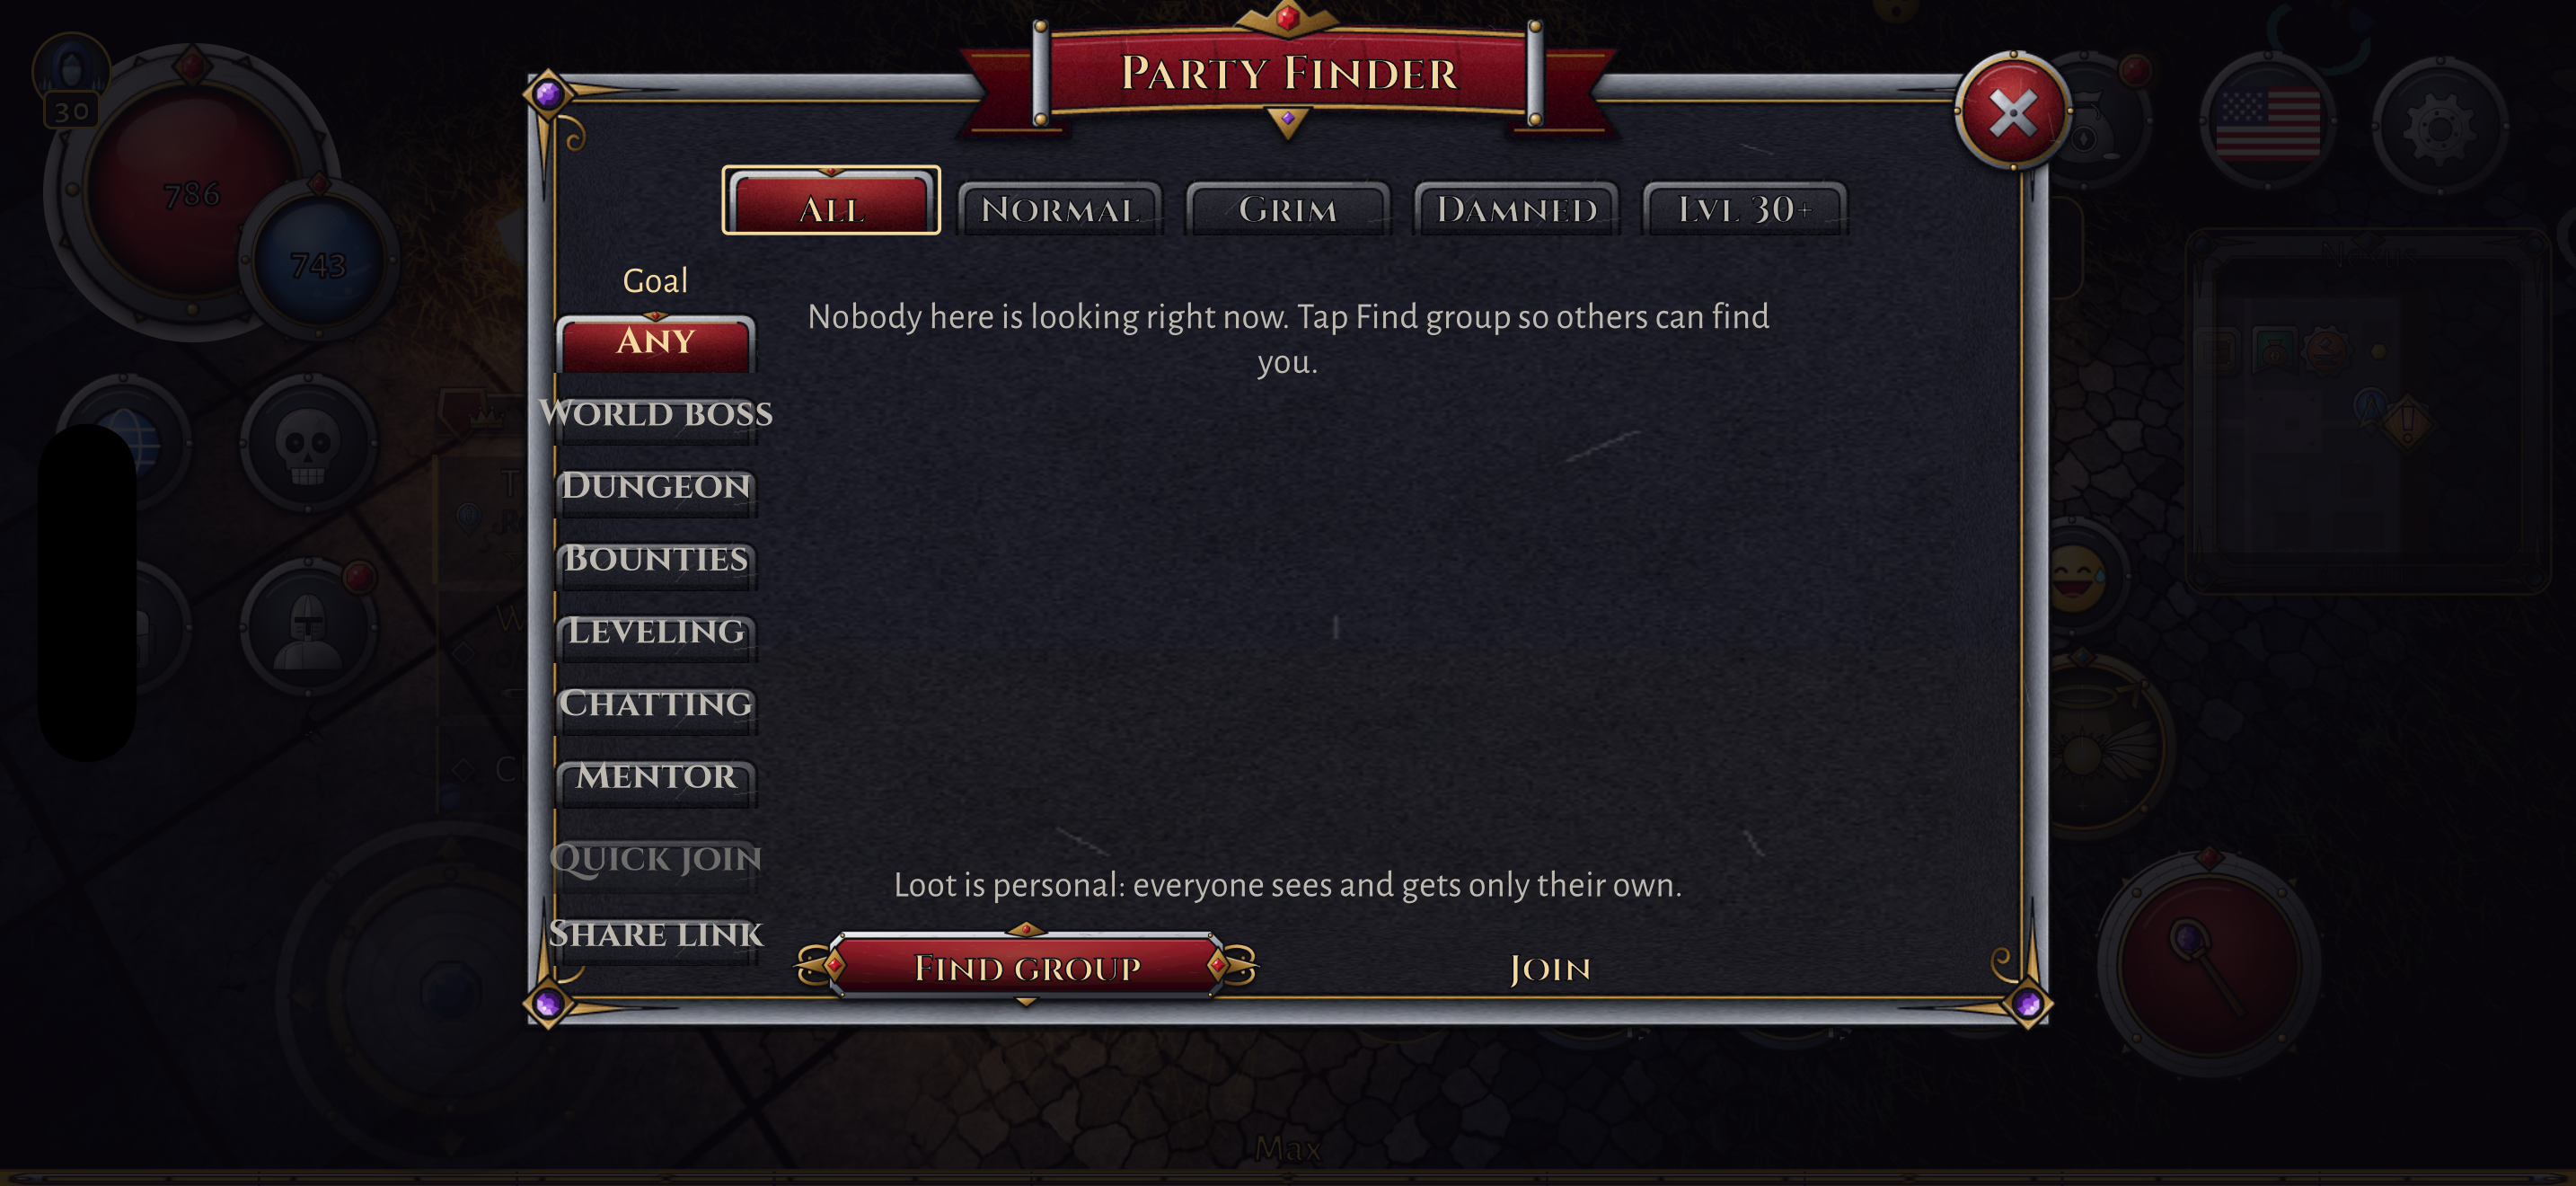 Party Finder
30
786
743
All
Normal
Grim
Damned
Lvl 30+
Goal
Any
World boss
Dungeon
Bounties
Leveling
Chatting
Mentor
Quick join
Share link
Nobody here is looking right now. Tap Find group so others can find
you.
Loot is personal: everyone sees and gets only their own.
Find group
Join
Max